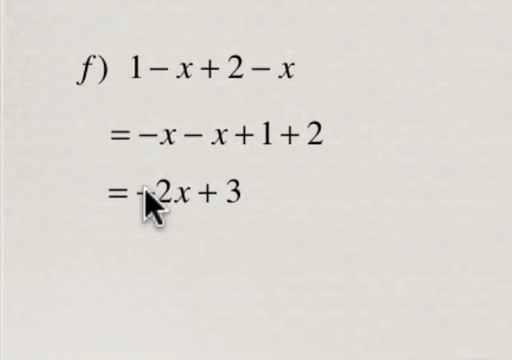 f) 1 − x + 2 − x
= −x − x + 1 + 2
= −2x + 3